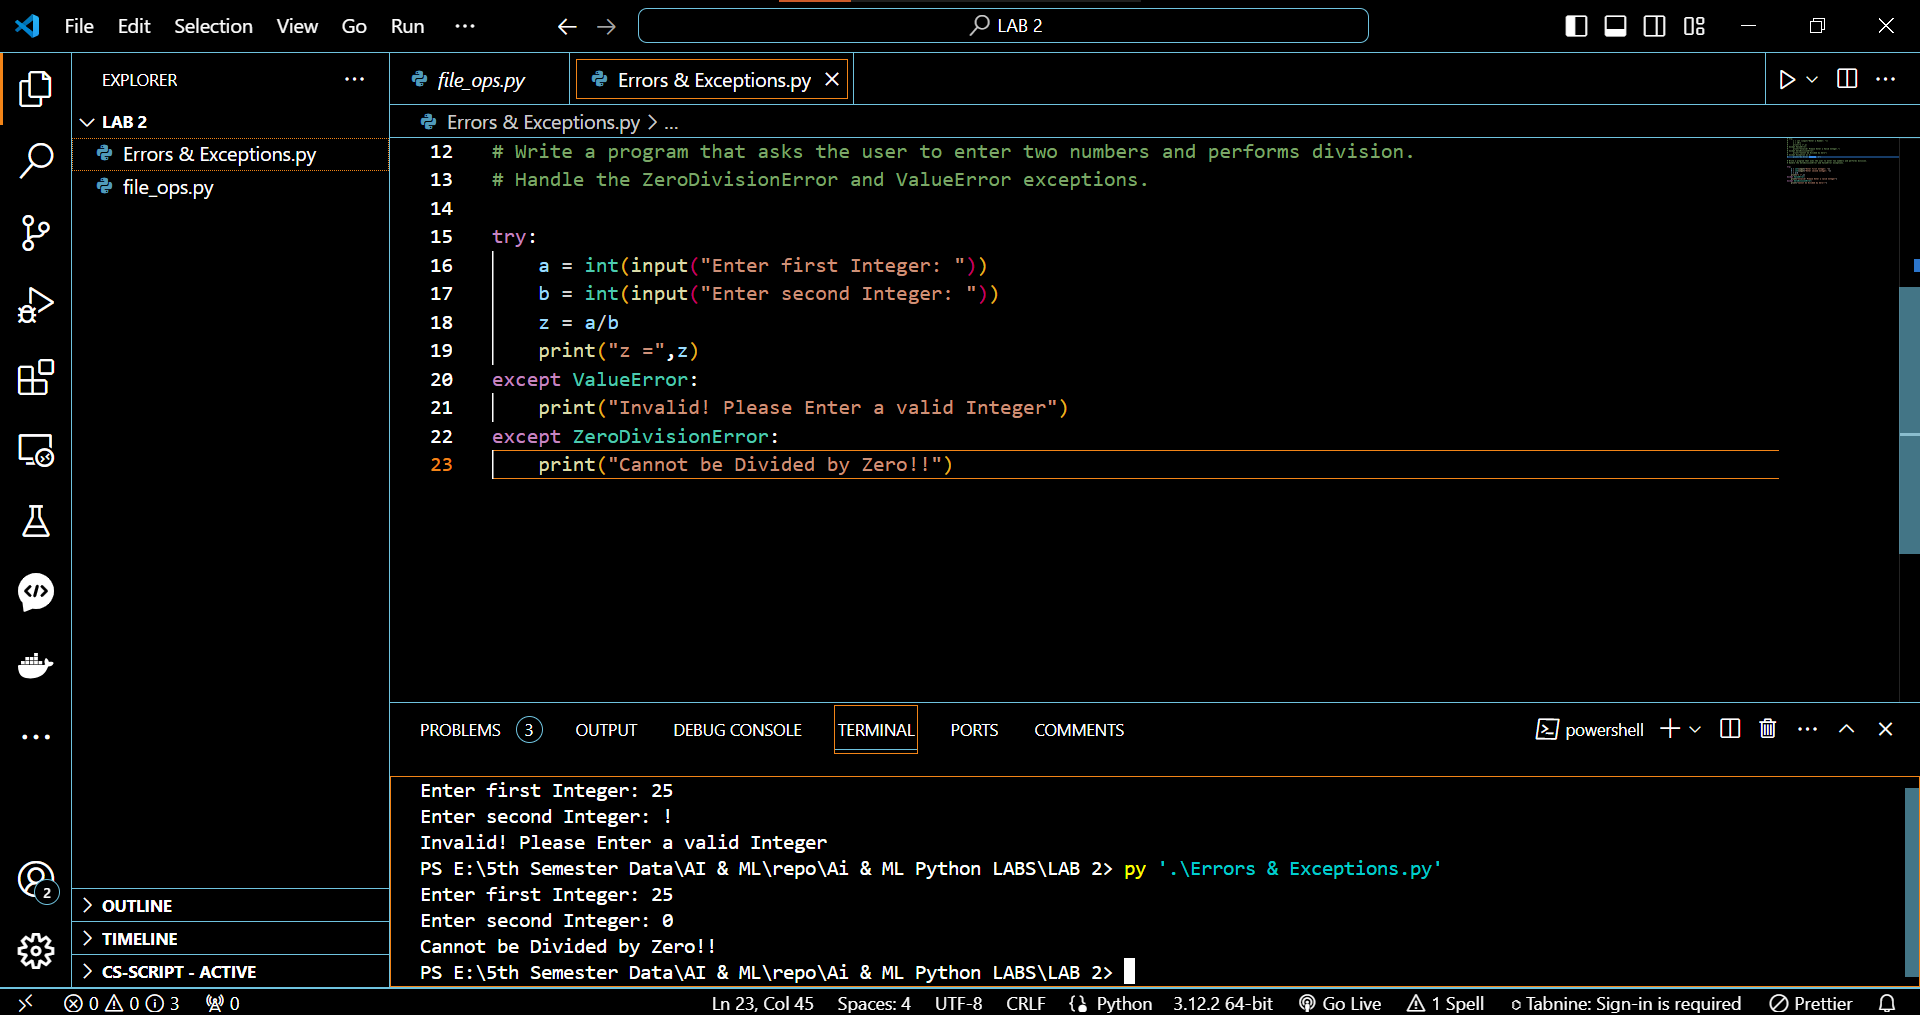 File Edit Selection View Go Run ···
LAB 2
EXPLORER
LAB 2
Errors & Exceptions.py
file_ops.py
OUTLINE
TIMELINE
CS-SCRIPT - ACTIVE
2
file_ops.py
Errors & Exceptions.py
Errors & Exceptions.py > ...
12 # Write a program that asks the user to enter two numbers and performs division.
13 # Handle the ZeroDivisionError and ValueError exceptions.
14
15 try:
16 a = int(input("Enter first Integer: "))
17 b = int(input("Enter second Integer: "))
18 z = a/b
19 print("z =",z)
20 except ValueError:
21 print("Invalid! Please Enter a valid Integer")
22 except ZeroDivisionError:
23 print("Cannot be Divided by Zero!!")
PROBLEMS 3 OUTPUT DEBUG CONSOLE TERMINAL PORTS COMMENTS
powershell
Enter first Integer: 25
Enter second Integer: !
Invalid! Please Enter a valid Integer
PS E:\5th Semester Data\AI & ML\repo\Ai & ML Python LABS\LAB 2> py '.\Errors & Exceptions.py'
Enter first Integer: 25
Enter second Integer: 0
Cannot be Divided by Zero!!
PS E:\5th Semester Data\AI & ML\repo\Ai & ML Python LABS\LAB 2>
0 0 3 0 Ln 23, Col 45 Spaces: 4 UTF-8 CRLF Python 3.12.2 64-bit Go Live 1 Spell Tabnine: Sign-in is required Prettier